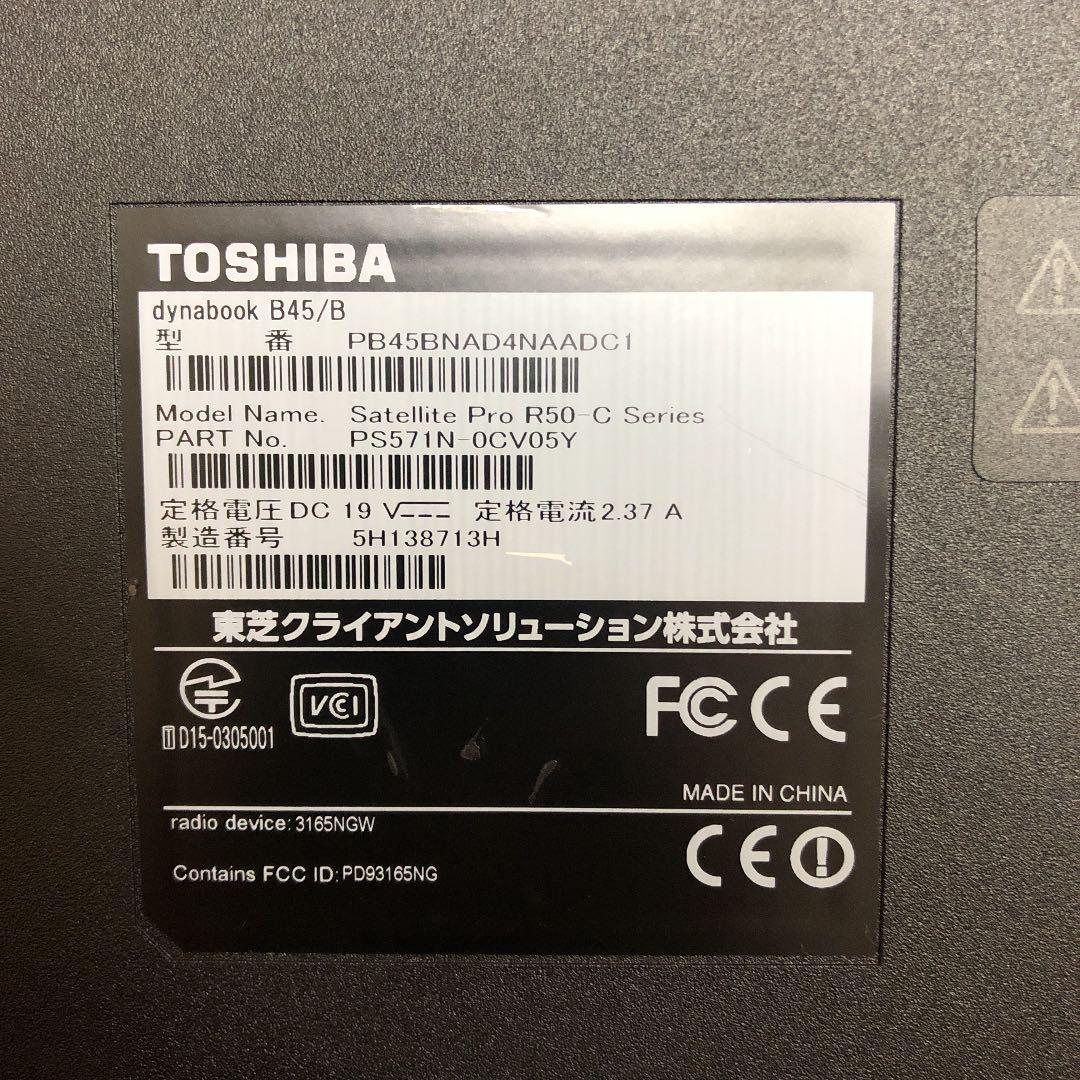 TOSHIBA
dynabook B45/B
型 番 PB45BNAD4NAADC1
Model Name. Satellite Pro R50-C Series
PART No. PS571N-0CV05Y
定格電圧DC 19 V 定格電流2.37 A
製造番号 5H138713H
東芝クライアントソリューション株式会社
VCI
FC CE
T D15-0305001
MADE IN CHINA
radio device: 3165NGW
CE
Contains FCC ID: PD93165NG